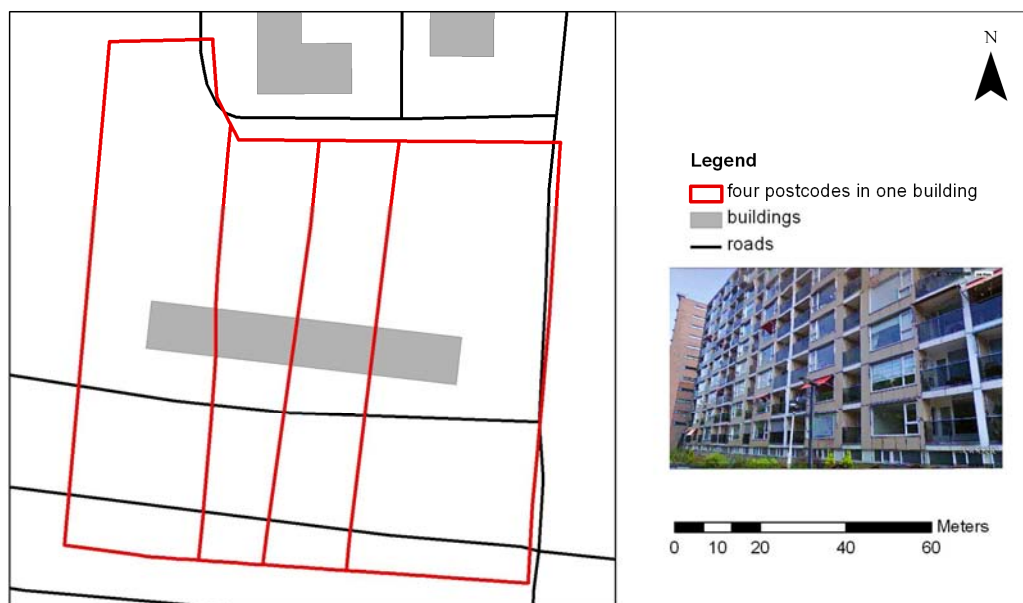 N
Legend
four postcodes in one building
buildings
roads
Meters
0 10 20 40 60